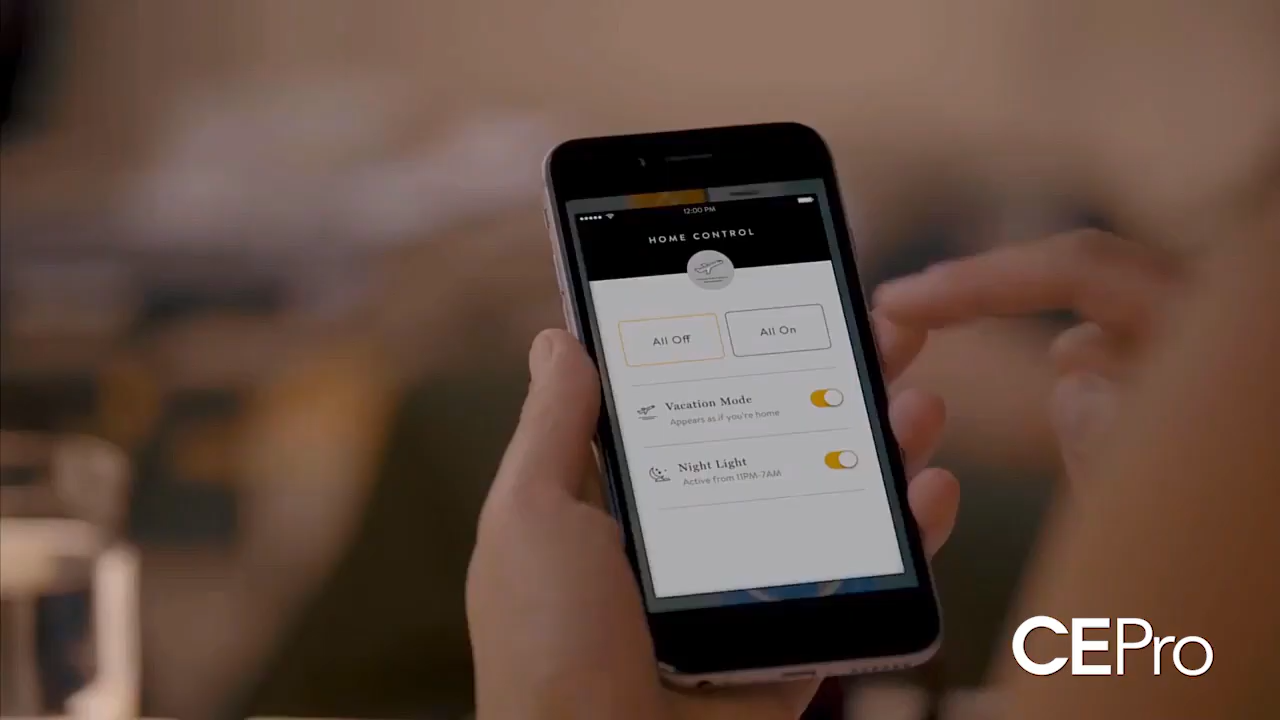 12:00 PM
HOME CONTROL
All Off
All On
Vacation Mode
Appears as if you're home
Night Light
Active from 11PM-7AM
CEPro